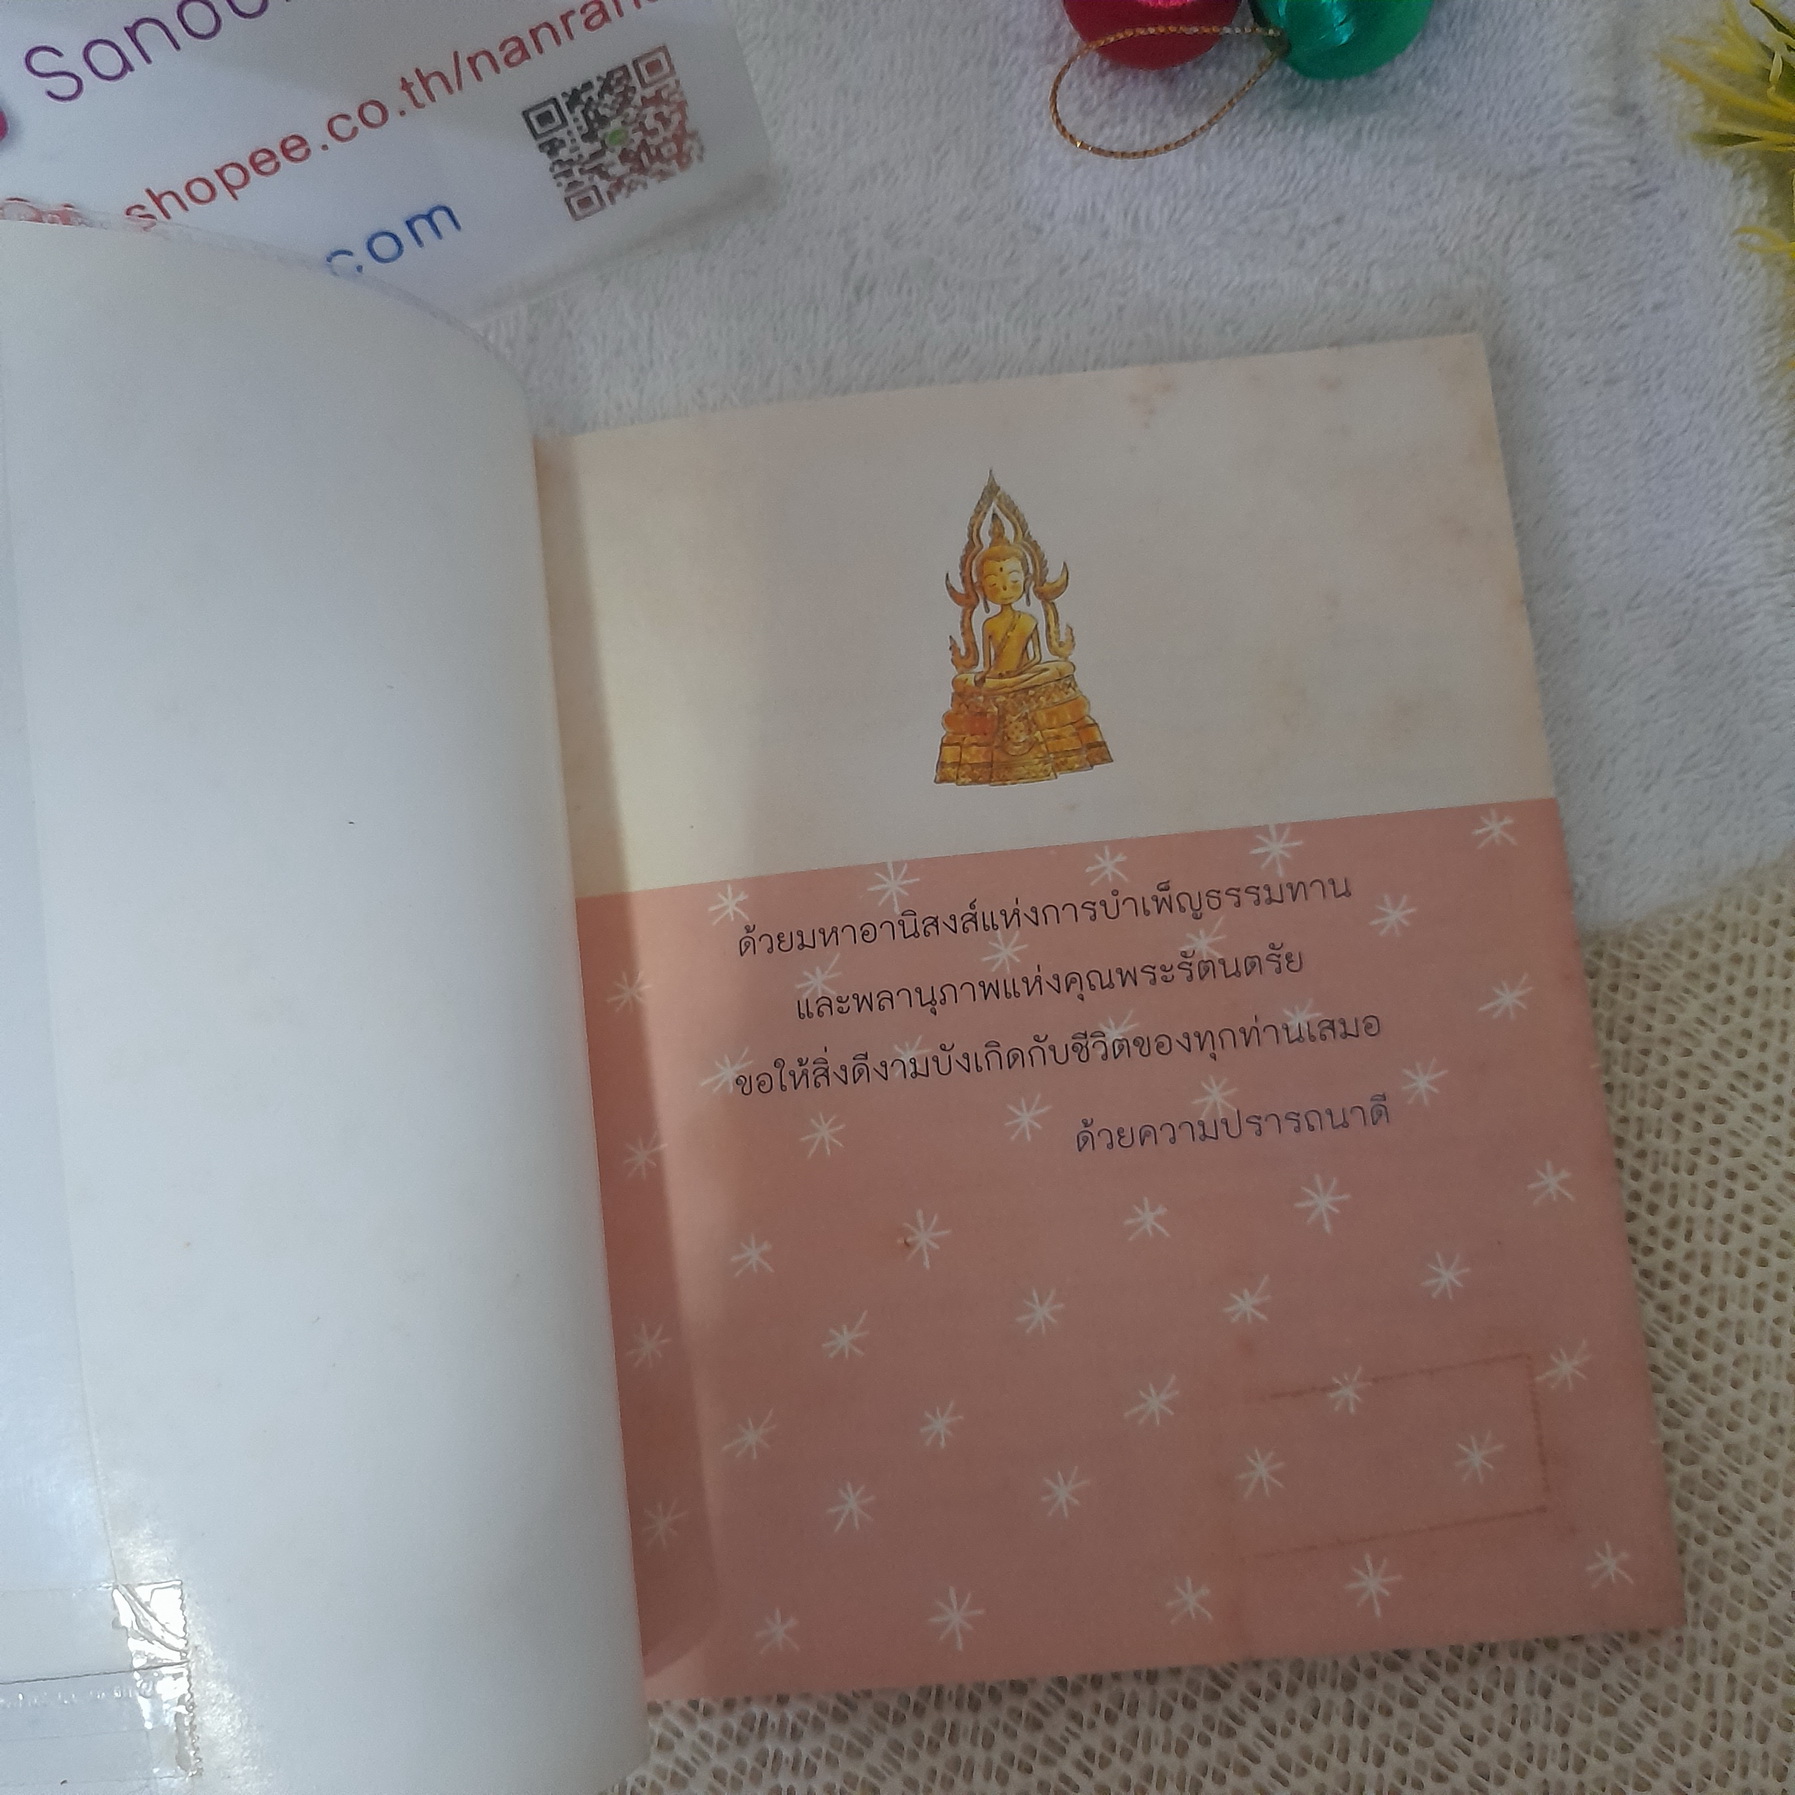 shopee.co.th/nanran
.com
ด้วยมหาอานิสงส์แห่งการบำเพ็ญธรรมทาน
และพลานุภาพแห่งคุณพระรัตนตรัย
ขอให้สิ่งดีงามบังเกิดกับชีวิตของทุกท่านเสมอ
ด้วยความปรารถนาดี